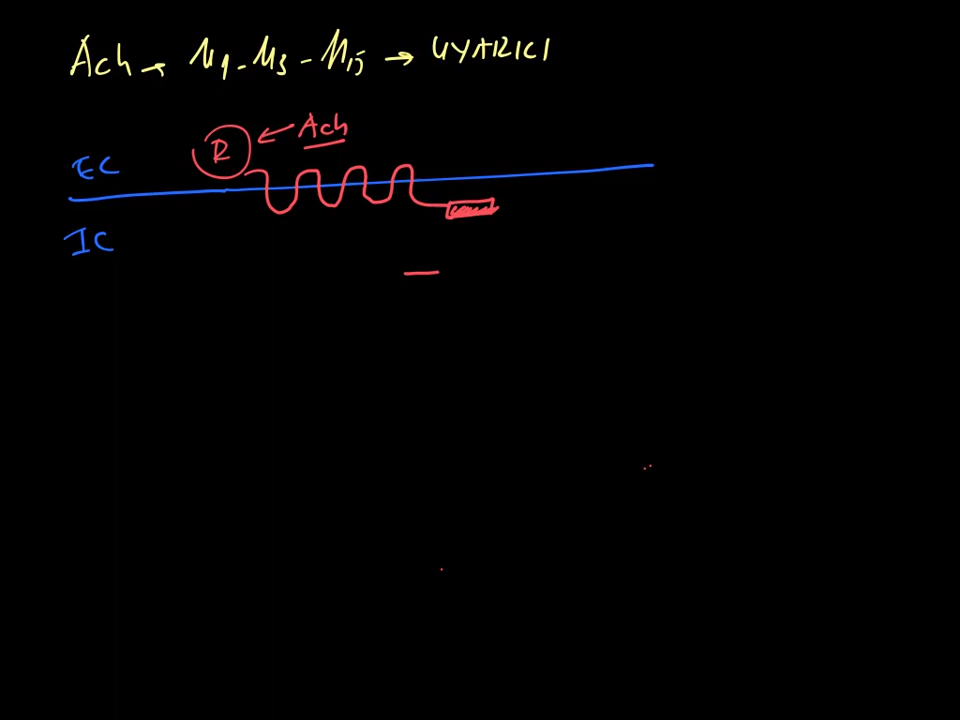 Ach → M1 - M3 - M5 → UYARICI
R ← Ach
EC
IC